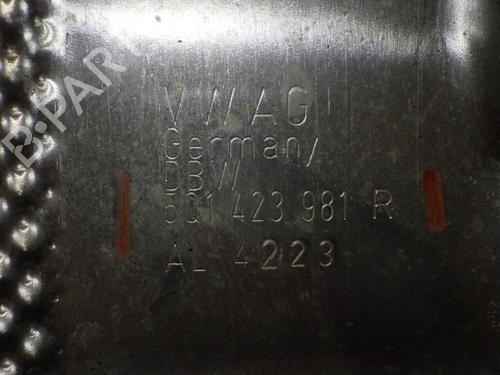 B-PARTS
VWAG
Germany
DBW
5Q1 423 981 R
AL 4223